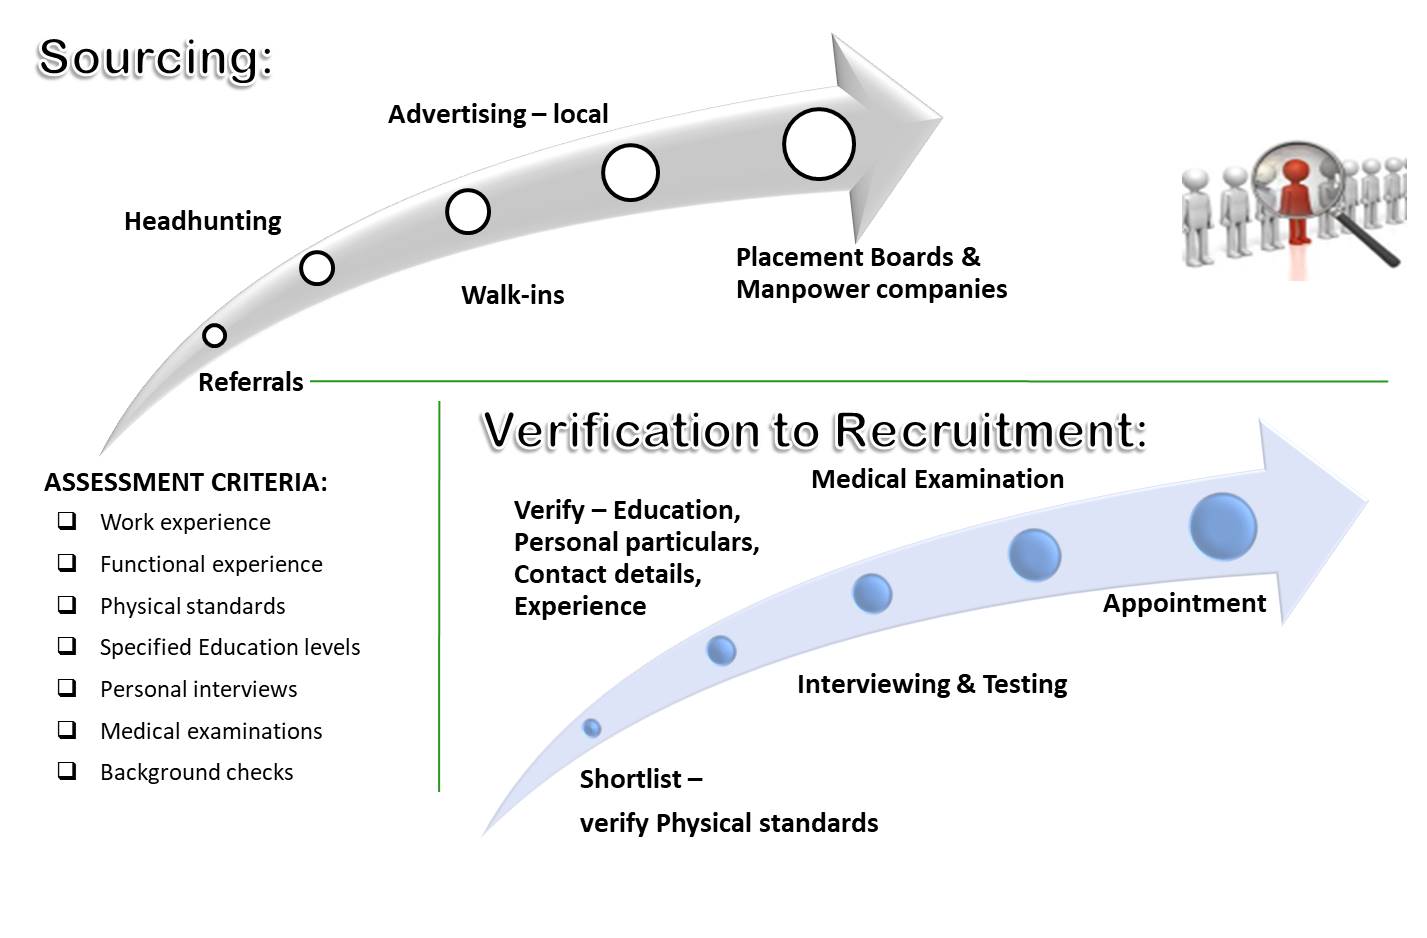 Sourcing:
Advertising – local
Headhunting
Walk-ins
Placement Boards &
Manpower companies
Referrals
ASSESSMENT CRITERIA:
Work experience
Functional experience
Physical standards
Specified Education levels
Personal interviews
Medical examinations
Background checks
Verification to Recruitment:
Medical Examination
Verify – Education,
Personal particulars,
Contact details,
Experience
Appointment
Interviewing & Testing
Shortlist –
verify Physical standards